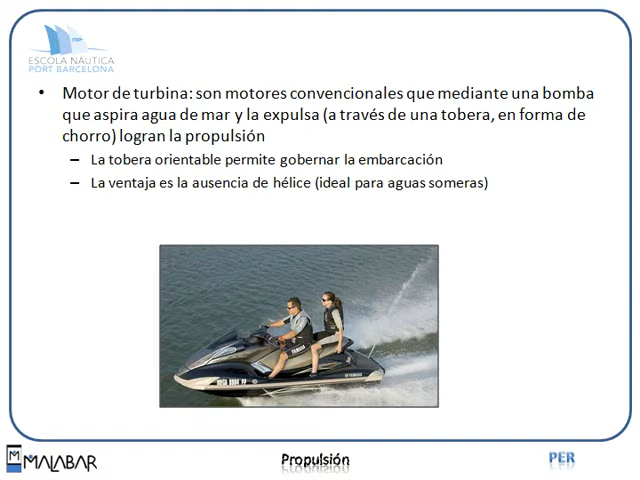 ESCOLA NÀUTICA
PORT BARCELONA
• Motor de turbina: son motores convencionales que mediante una bomba
que aspira agua de mar y la expulsa (a través de una tobera, en forma de
chorro) logran la propulsión
– La tobera orientable permite gobernar la embarcación
– La ventaja es la ausencia de hélice (ideal para aguas someras)
YAMAHA
MALABAR
Propulsión
PER